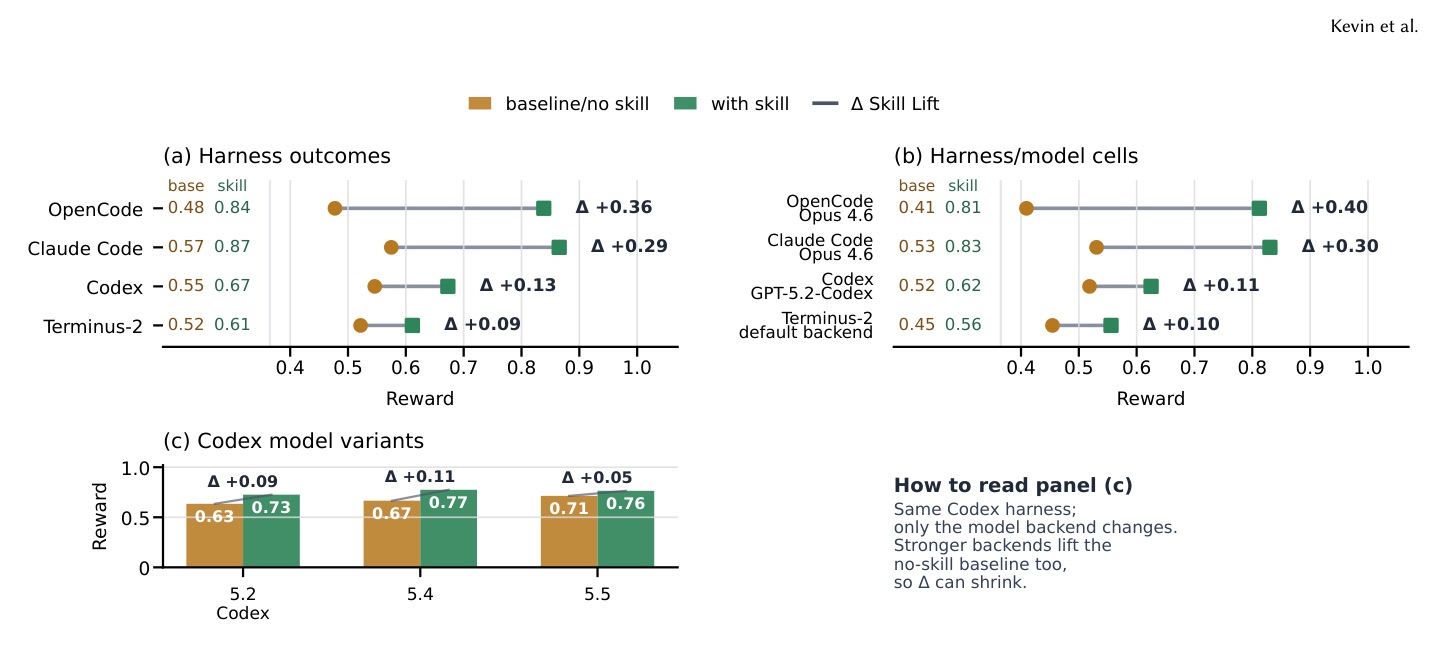 Kevin et al.
baseline/no skill with skill Δ Skill Lift
(a) Harness outcomes
base skill
OpenCode 0.48 0.84 Δ +0.36
Claude Code 0.57 0.87 Δ +0.29
Codex 0.55 0.67 Δ +0.13
Terminus-2 0.52 0.61 Δ +0.09
0.4 0.5 0.6 0.7 0.8 0.9 1.0
Reward
(b) Harness/model cells
base skill
OpenCode
Opus 4.6 0.41 0.81 Δ +0.40
Claude Code
Opus 4.6 0.53 0.83 Δ +0.30
Codex
GPT-5.2-Codex 0.52 0.62 Δ +0.11
Terminus-2
default backend 0.45 0.56 Δ +0.10
0.4 0.5 0.6 0.7 0.8 0.9 1.0
Reward
(c) Codex model variants
Reward
1.0
0.5
0
Δ +0.09 Δ +0.11 Δ +0.05
0.63 0.73 0.67 0.77 0.71 0.76
5.2 5.4 5.5
Codex
How to read panel (c)
Same Codex harness;
only the model backend changes.
Stronger backends lift the
no-skill baseline too,
so Δ can shrink.